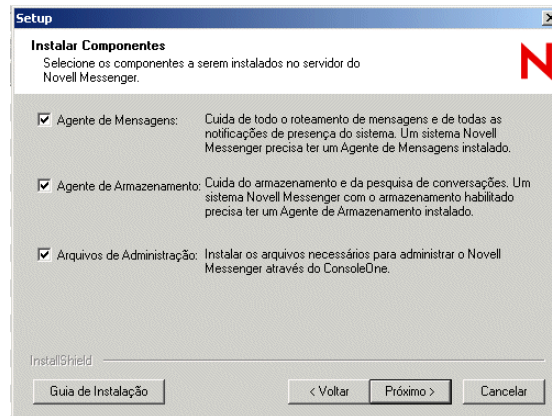 Setup
Instalar Componentes
Selecione os componentes a serem instalados no servidor do
Novell Messenger.
N
Agente de Mensagens:
Cuida de todo o roteamento de mensagens e de todas as
notificações de presença do sistema. Um sistema Novell
Messenger precisa ter um Agente de Mensagens instalado.
Agente de Armazenamento:
Cuida do armazenamento e da pesquisa de conversações. Um
sistema Novell Messenger com o armazenamento habilitado
precisa ter um Agente de Armazenamento instalado.
Arquivos de Administração:
Instalar os arquivos necessários para administrar o Novell
Messenger através do ConsoleOne.
InstallShield
Guia de Instalação
< Voltar
Próximo >
Cancelar